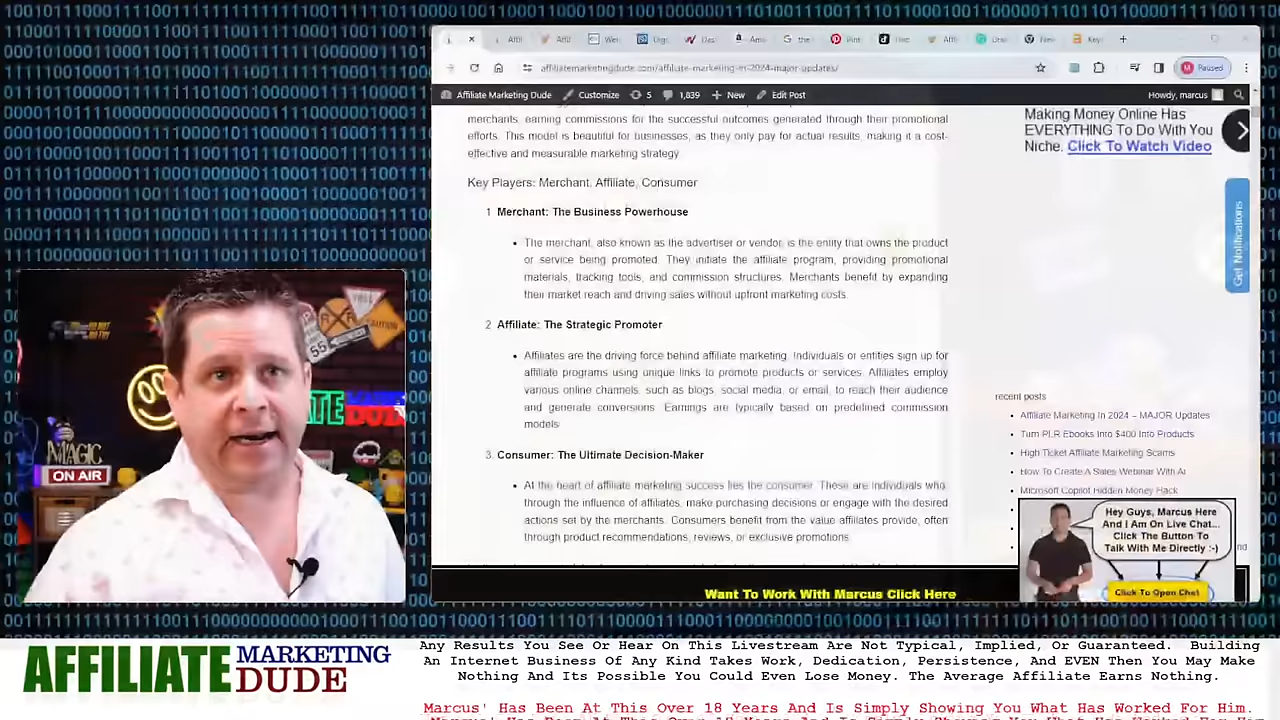 affiliatemarketingdude.com/affiliate-marketing-in-2024-major-updates/
M Paused
Affiliate Marketing Dude Customize 5 1,839 + New Edit Post
Howdy, marcus
merchants, earning commissions for the successful outcomes generated through their promotional
efforts. This model is beautiful for businesses, as they only pay for actual results, making it a cost-
effective and measurable marketing strategy.
Key Players: Merchant, Affiliate, Consumer
1 Merchant: The Business Powerhouse
The merchant, also known as the advertiser or vendor, is the entity that owns the product
or service being promoted. They initiate the affiliate program, providing promotional
materials, tracking tools, and commission structures. Merchants benefit by expanding
their market reach and driving sales without upfront marketing costs.
2 Affiliate: The Strategic Promoter
Affiliates are the driving force behind affiliate marketing. Individuals or entities sign up for
affiliate programs using unique links to promote products or services. Affiliates employ
various online channels, such as blogs, social media, or email, to reach their audience
and generate conversions. Earnings are typically based on predefined commission
models.
3 Consumer: The Ultimate Decision-Maker
At the heart of affiliate marketing success lies the consumer. These are individuals who,
through the influence of affiliates, make purchasing decisions or engage with the desired
actions set by the merchants. Consumers benefit from the value affiliates provide, often
through product recommendations, reviews, or exclusive promotions.
Making Money Online Has
EVERYTHING To Do With You
Niche. Click To Watch Video
Get Notifications
recent posts
Affiliate Marketing In 2024 – MAJOR Updates
Turn PLR Ebooks Into $400 Into Products
High Ticket Affiliate Marketing Scams
How To Create A Sales Webinar With AI
Microsoft Copilot Hidden Money Hack
Hey Guys, Marcus Here
And I Am On Live Chat...
Click The Button To
Talk With Me Directly :-)
Click To Open Chat
Want To Work With Marcus Click Here
CAUTION
55
DUDE
MAGIC
ON AIR
AFFILIATE MARKETING
DUDE
Any Results You See Or Hear On This Livestream Are Not Typical, Implied, Or Guaranteed. Building
An Internet Business Of Any Kind Takes Work, Dedication, Persistence, And EVEN Then You May Make
Nothing And Its Possible You Could Even Lose Money. The Average Affiliate Earns Nothing.
Marcus' Has Been At This Over 18 Years And Is Simply Showing You What Has Worked For Him.